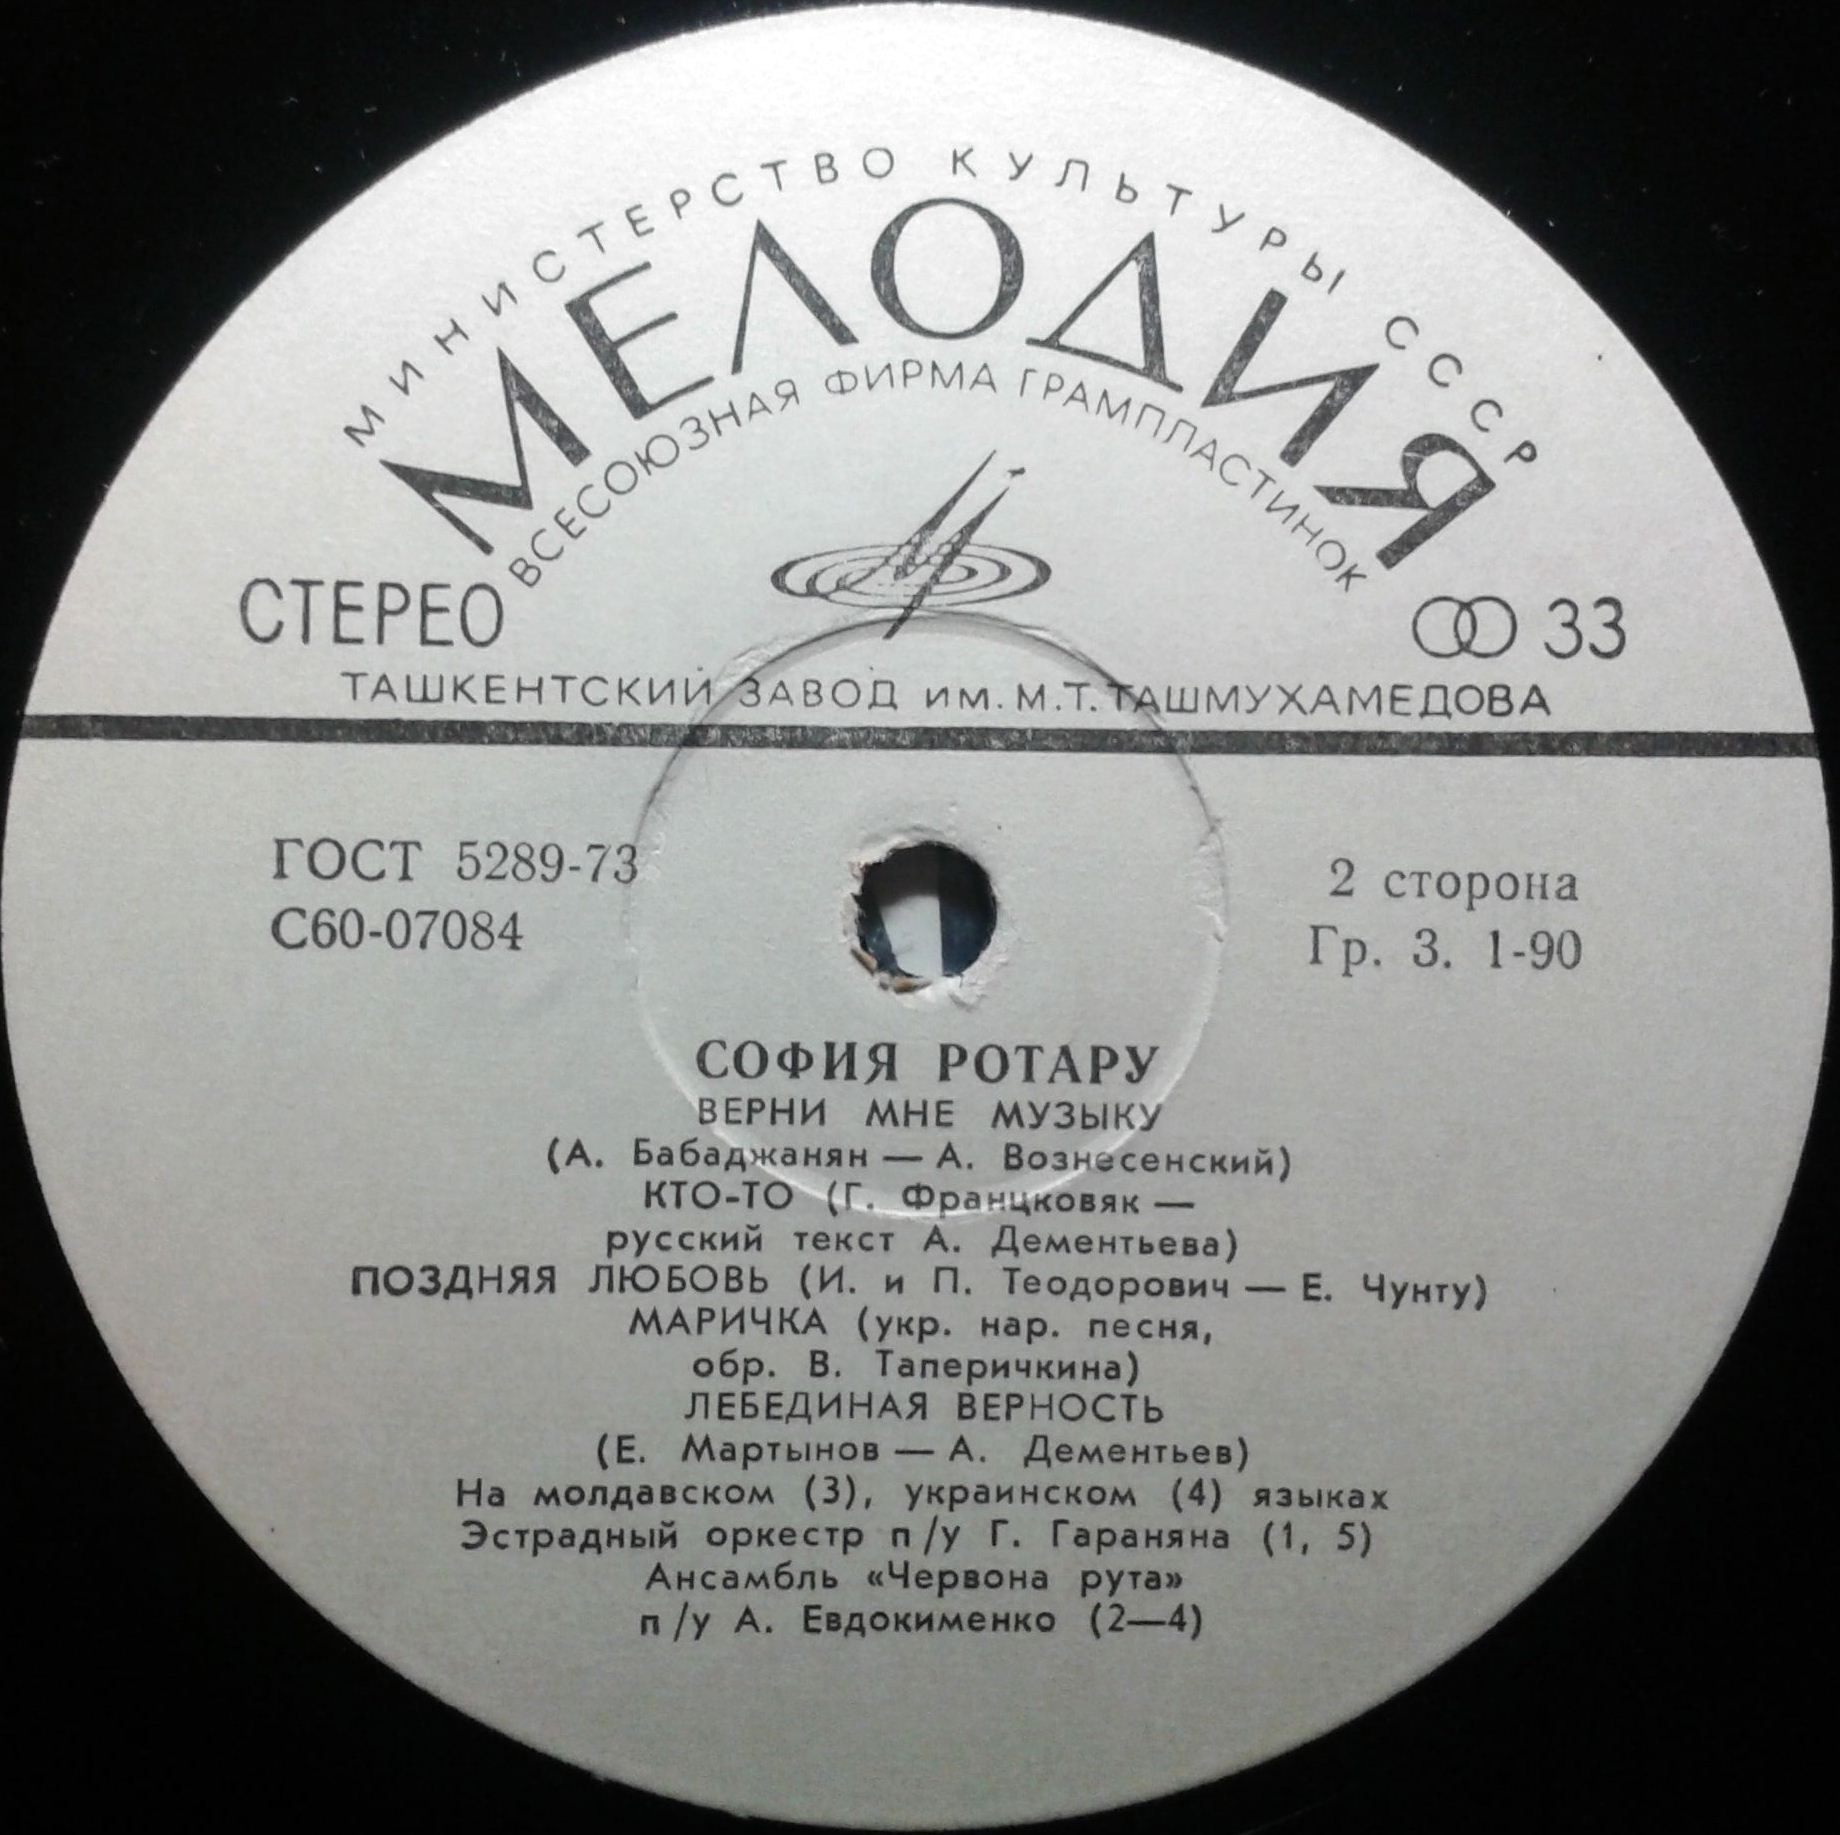 МИНИСТЕРСТВО КУЛЬТУРЫ СССР
МЕЛОДИЯ
ВСЕСОЮЗНАЯ ФИРМА ГРАМПЛАСТИНОК
СТЕРЕО
33
ТАШКЕНТСКИЙ ЗАВОД ИМ. М.Т. ТАШМУХАМЕДОВА
ГОСТ 5289-73
2 сторона
С60-07084
Гр. 3. 1-90
СОФИЯ РОТАРУ
ВЕРНИ МНЕ МУЗЫКУ
(А. Бабаджанян — А. Вознесенский)
КТО-ТО (Г. Францковяк —
русский текст А. Дементьева)
ПОЗДНЯЯ ЛЮБОВЬ (И. и П. Теодорович — Е. Чунту)
МАРИЧКА (укр. нар. песня,
обр. В. Таперичкина)
ЛЕБЕДИНАЯ ВЕРНОСТЬ
(Е. Мартынов — А. Дементьев)
На молдавском (3), украинском (4) языках
Эстрадный оркестр п/у Г. Гараняна (1, 5)
Ансамбль «Червона рута»
п/у А. Евдокименко (2—4)